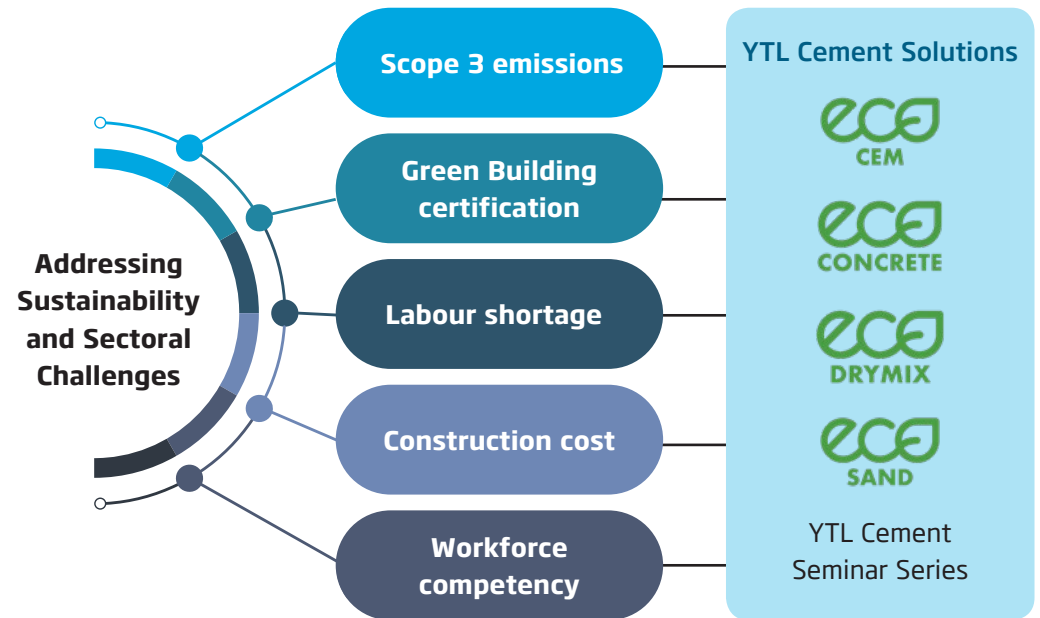 Addressing
Sustainability
and Sectoral
Challenges
Scope 3 emissions
Green Building
certification
Labour shortage
Construction cost
Workforce
competency
YTL Cement Solutions
eco
CEM
eco
CONCRETE
eco
DRYMIX
eco
SAND
YTL Cement
Seminar Series